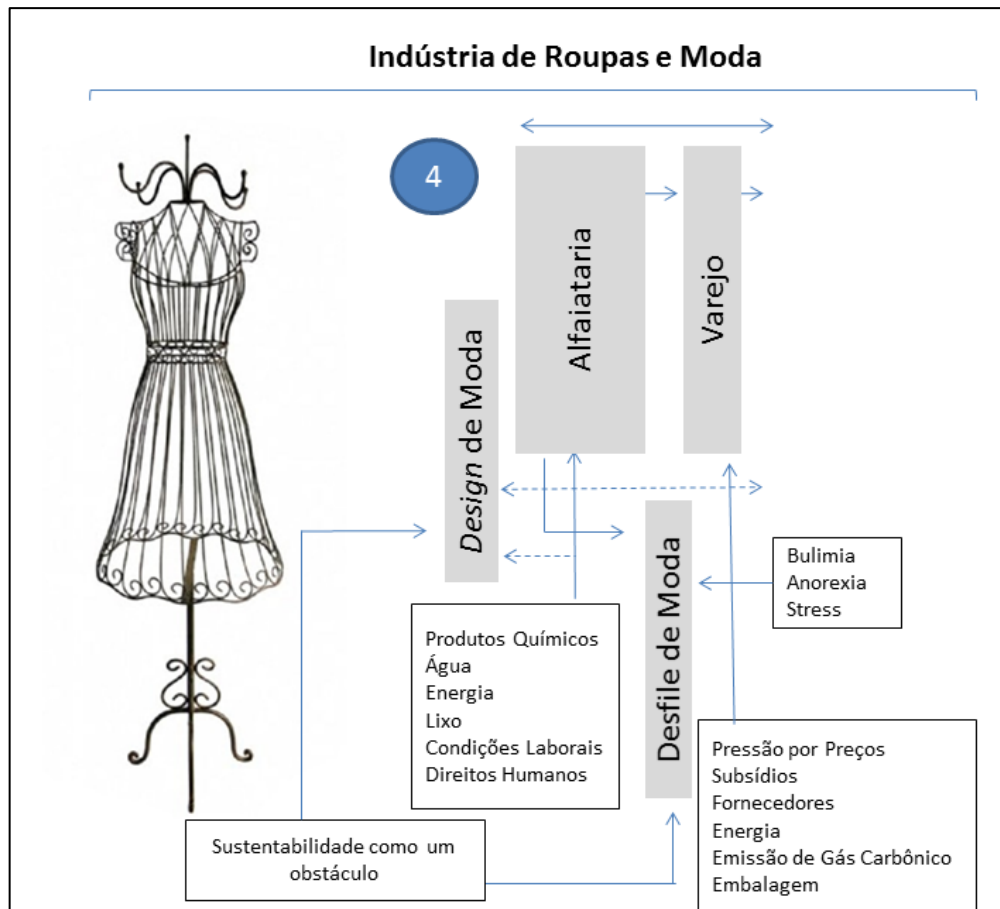 Indústria de Roupas e Moda
4
Alfaiataria
Varejo
Design de Moda
Desfile de Moda
Bulimia
Anorexia
Stress
Produtos Químicos
Água
Energia
Lixo
Condições Laborais
Direitos Humanos
Pressão por Preços
Subsídios
Fornecedores
Energia
Emissão de Gás Carbônico
Embalagem
Sustentabilidade como um
obstáculo